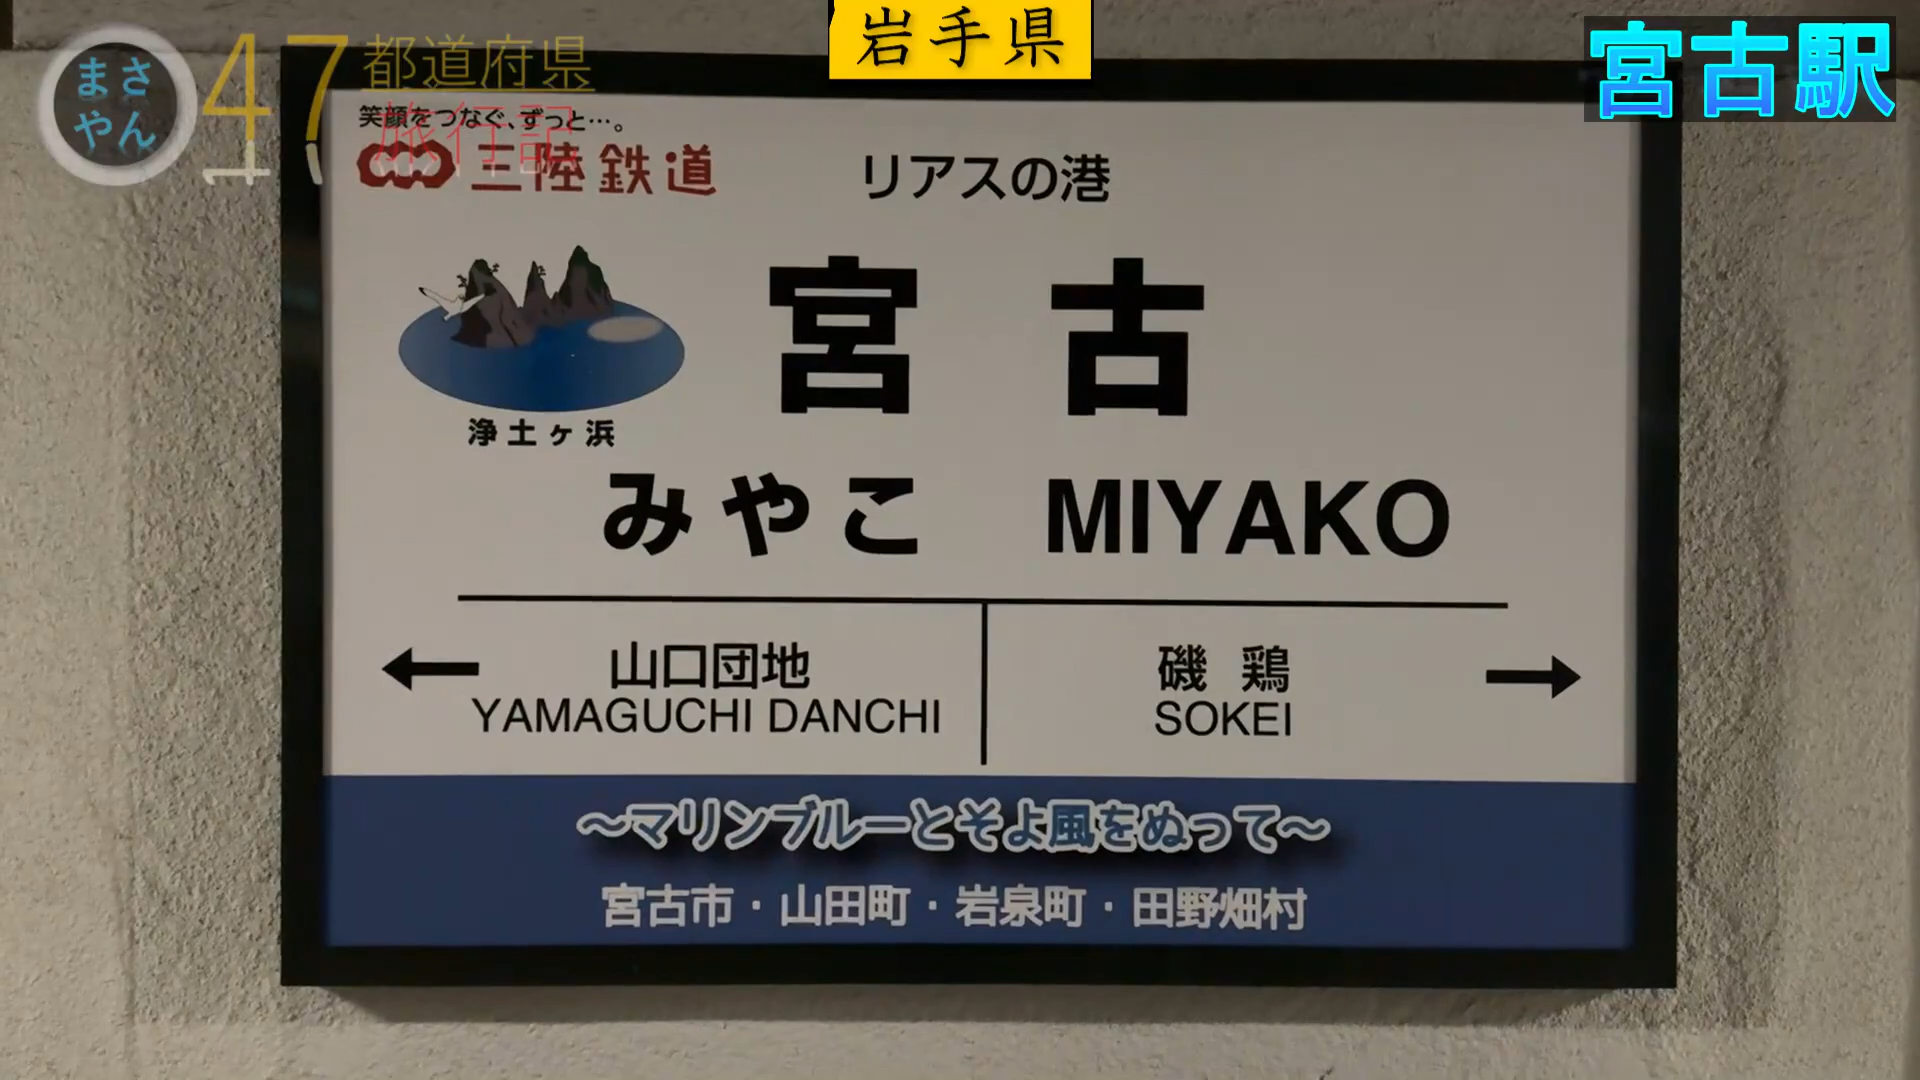 まさ
やん
47都道府県
旅行記
岩手県
宮古駅
笑顔をつなぐ、ずっと…。
三陸鉄道
リアスの港
宮古
浄土ヶ浜
みやこ MIYAKO
山口団地
YAMAGUCHI DANCHI
磯鶏
SOKEI
〜マリンブルーとそよ風をぬって〜
宮古市・山田町・岩泉町・田野畑村